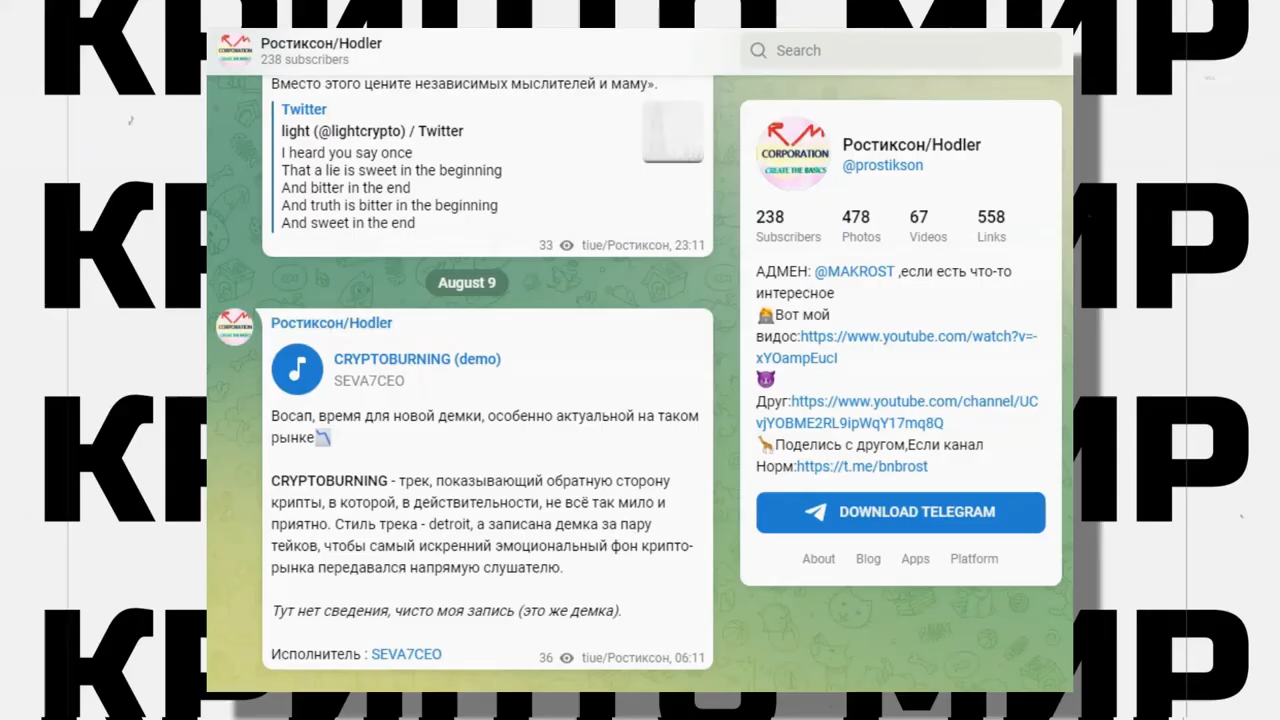 КРИПТО МИР
Ростиксон/Hodler
238 subscribers
Search
Вместо этого цените независимых мыслителей и маму».
Twitter
light (@lightcrypto) / Twitter
I heard you say once
That a lie is sweet in the beginning
And bitter in the end
And truth is bitter in the beginning
And sweet in the end
33 tiue/Ростиксон, 23:11
August 9
Ростиксон/Hodler
CRYPTOBURNING (demo)
SEVA7CEO
Восап, время для новой демки, особенно актуальной на таком
рынке
CRYPTOBURNING - трек, показывающий обратную сторону
крипты, в которой, в действительности, не всё так мило и
приятно. Стиль трека - detroit, а записана демка за пару
тейков, чтобы самый искренний эмоциональный фон крипто-
рынка передавался напрямую слушателю.
Тут нет сведения, чисто моя запись (это же демка).
Исполнитель : SEVA7CEO
36 tiue/Ростиксон, 06:11
RM
CORPORATION
CREATE THE BASICS
Ростиксон/Hodler
@prostikson
238 478 67 558
Subscribers Photos Videos Links
АДМЕН: @MAKROST ,если есть что-то
интересное
Вот мой
видос:https://www.youtube.com/watch?v=-
xYOampEucI
Друг:https://www.youtube.com/channel/UC
vjYOBME2RL9ipWqY17mq8Q
Поделись с другом,Если канал
Норм:https://t.me/bnbrost
DOWNLOAD TELEGRAM
About Blog Apps Platform